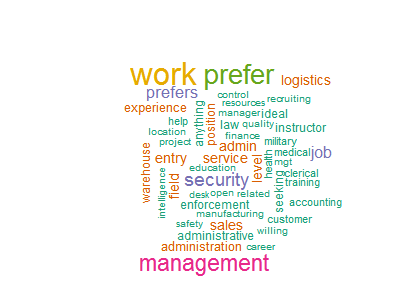 work prefer
logistics
prefers
control
resources
recruiting
experience
anything
position
manager
ideal
help
law
quality
instructor
location
finance
project
admin
military
warehouse
entry
service
level
health
medical
job
mgt
education
intelligence
field
security
seeking
clerical
training
desk
open
related
enforcement
accounting
manufacturing
safety
sales
customer
willing
administrative
administration
career
management